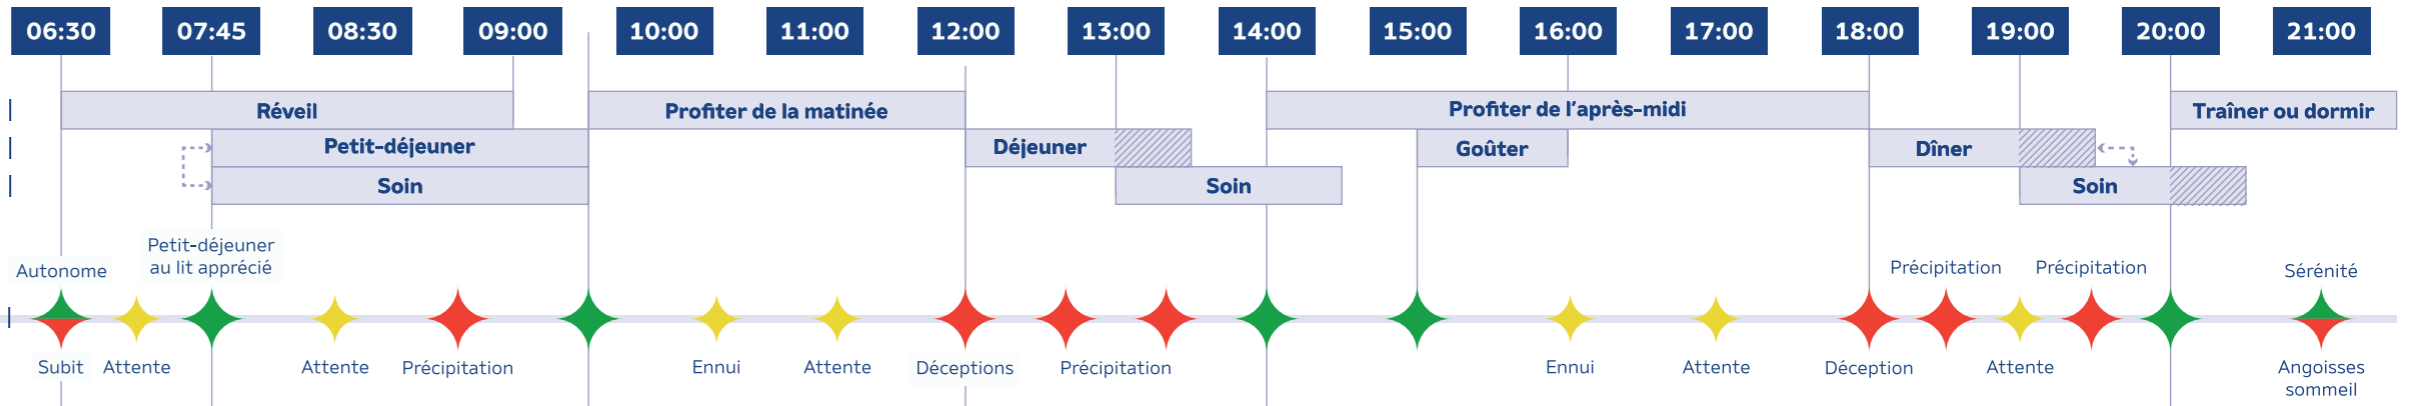 06:30 07:45 08:30 09:00 10:00 11:00 12:00 13:00 14:00 15:00 16:00 17:00 18:00 19:00 20:00 21:00
Réveil Profiter de la matinée Profiter de l'après-midi Traîner ou dormir
Petit-déjeuner Déjeuner Goûter Dîner
Soin Soin Soin
Autonome
Petit-déjeuner
au lit apprécié
Précipitation Précipitation Sérénité
Subit Attente Attente Précipitation Ennui Attente Déceptions Précipitation Ennui Attente Déception Attente
Angoisses
sommeil